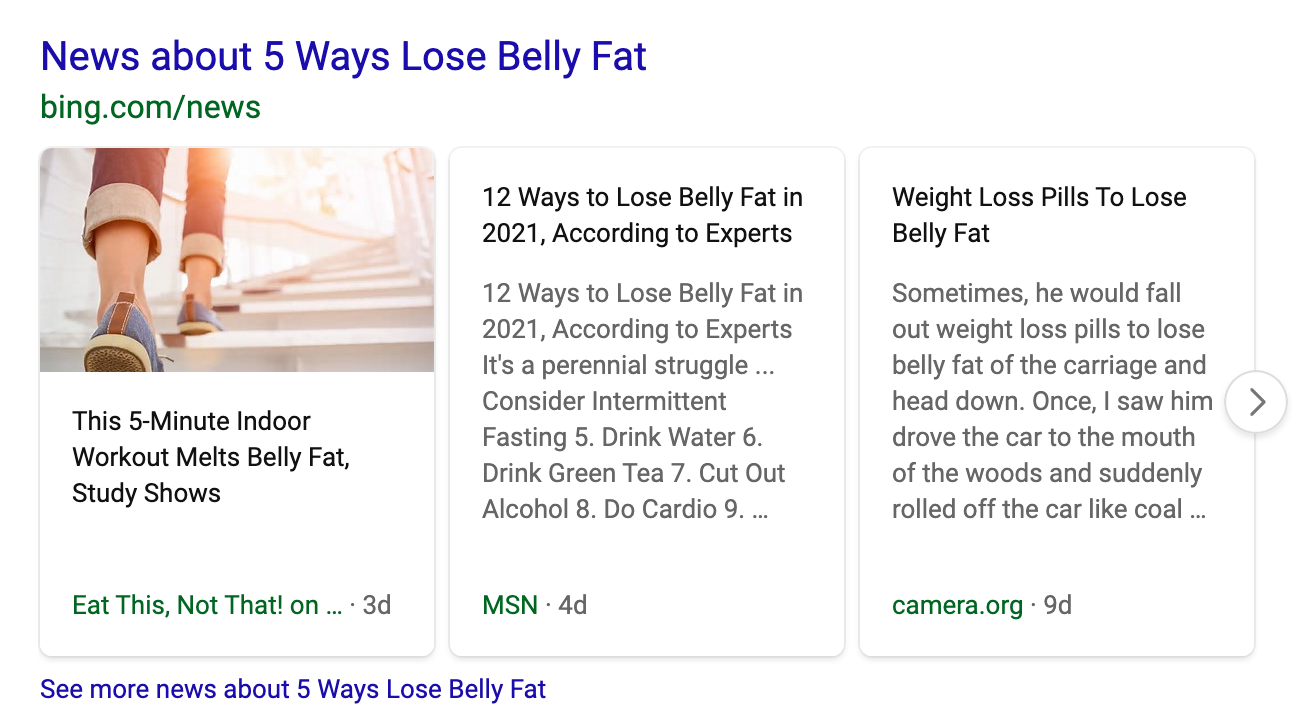 News about 5 Ways Lose Belly Fat
bing.com/news
This 5-Minute Indoor
Workout Melts Belly Fat,
Study Shows
Eat This, Not That! on ... · 3d
12 Ways to Lose Belly Fat in
2021, According to Experts
12 Ways to Lose Belly Fat in
2021, According to Experts
It's a perennial struggle ...
Consider Intermittent
Fasting 5. Drink Water 6.
Drink Green Tea 7. Cut Out
Alcohol 8. Do Cardio 9. ...
MSN · 4d
Weight Loss Pills To Lose
Belly Fat
Sometimes, he would fall
out weight loss pills to lose
belly fat of the carriage and
head down. Once, I saw him
drove the car to the mouth
of the woods and suddenly
rolled off the car like coal ...
camera.org · 9d
See more news about 5 Ways Lose Belly Fat